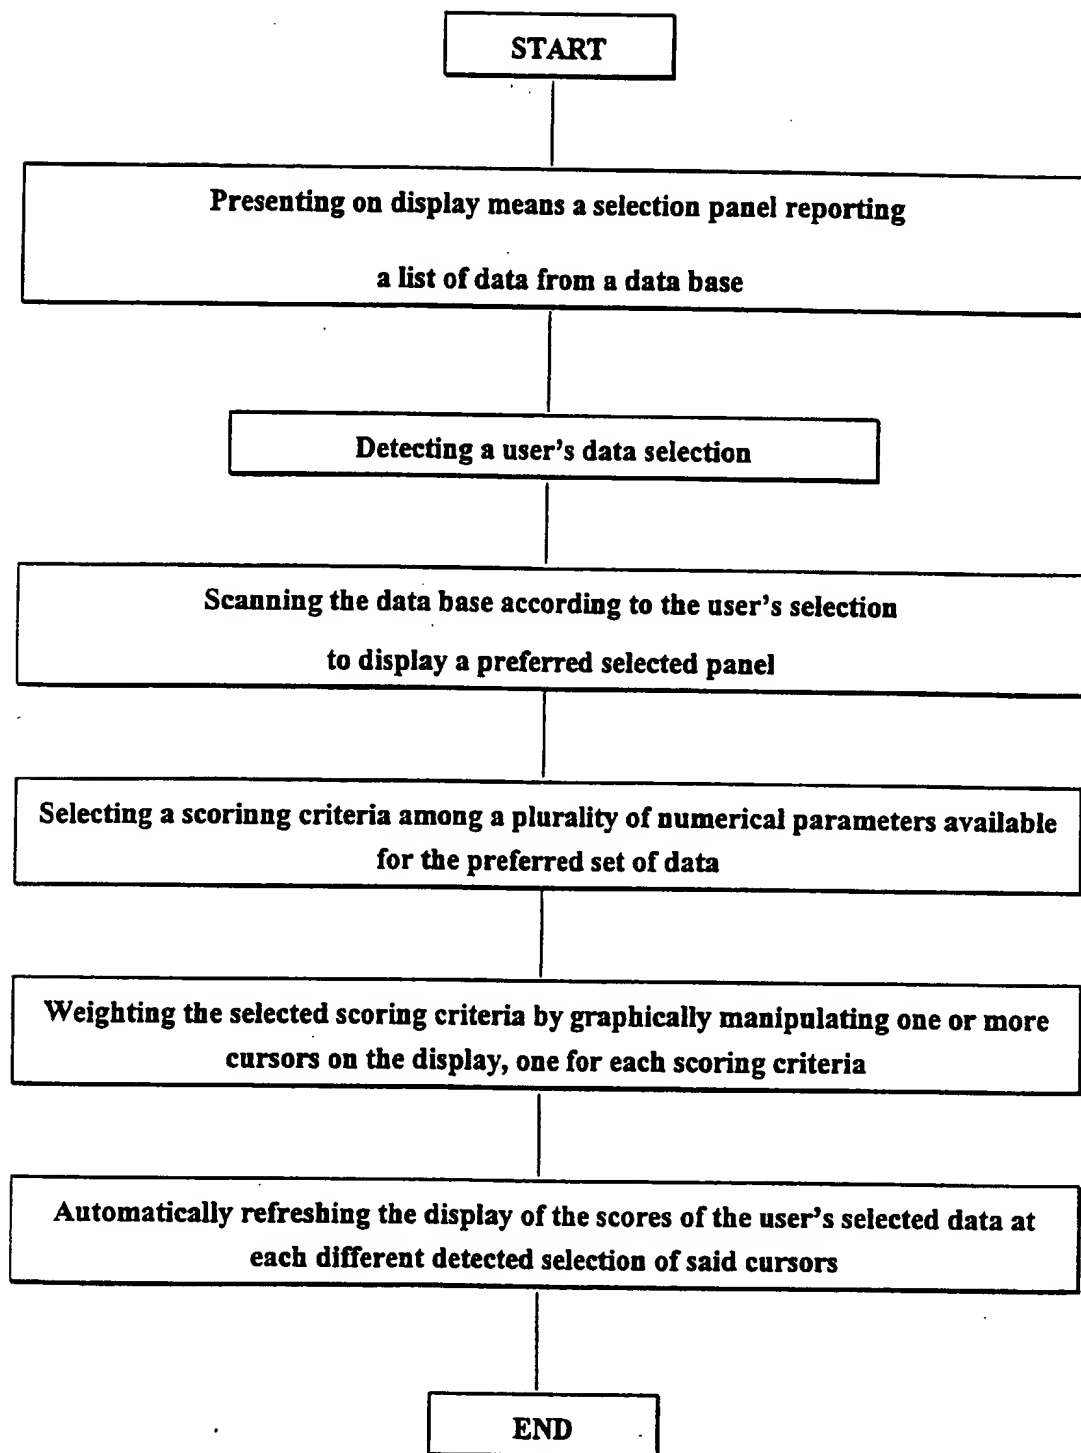 START
Presenting on display means a selection panel reporting
a list of data from a data base
Detecting a user's data selection
Scanning the data base according to the user's selection
to display a preferred selected panel
Selecting a scorinng criteria among a plurality of numerical parameters available
for the preferred set of data
Weighting the selected scoring criteria by graphically manipulating one or more
cursors on the display, one for each scoring criteria
Automatically refreshing the display of the scores of the user's selected data at
each different detected selection of said cursors
END